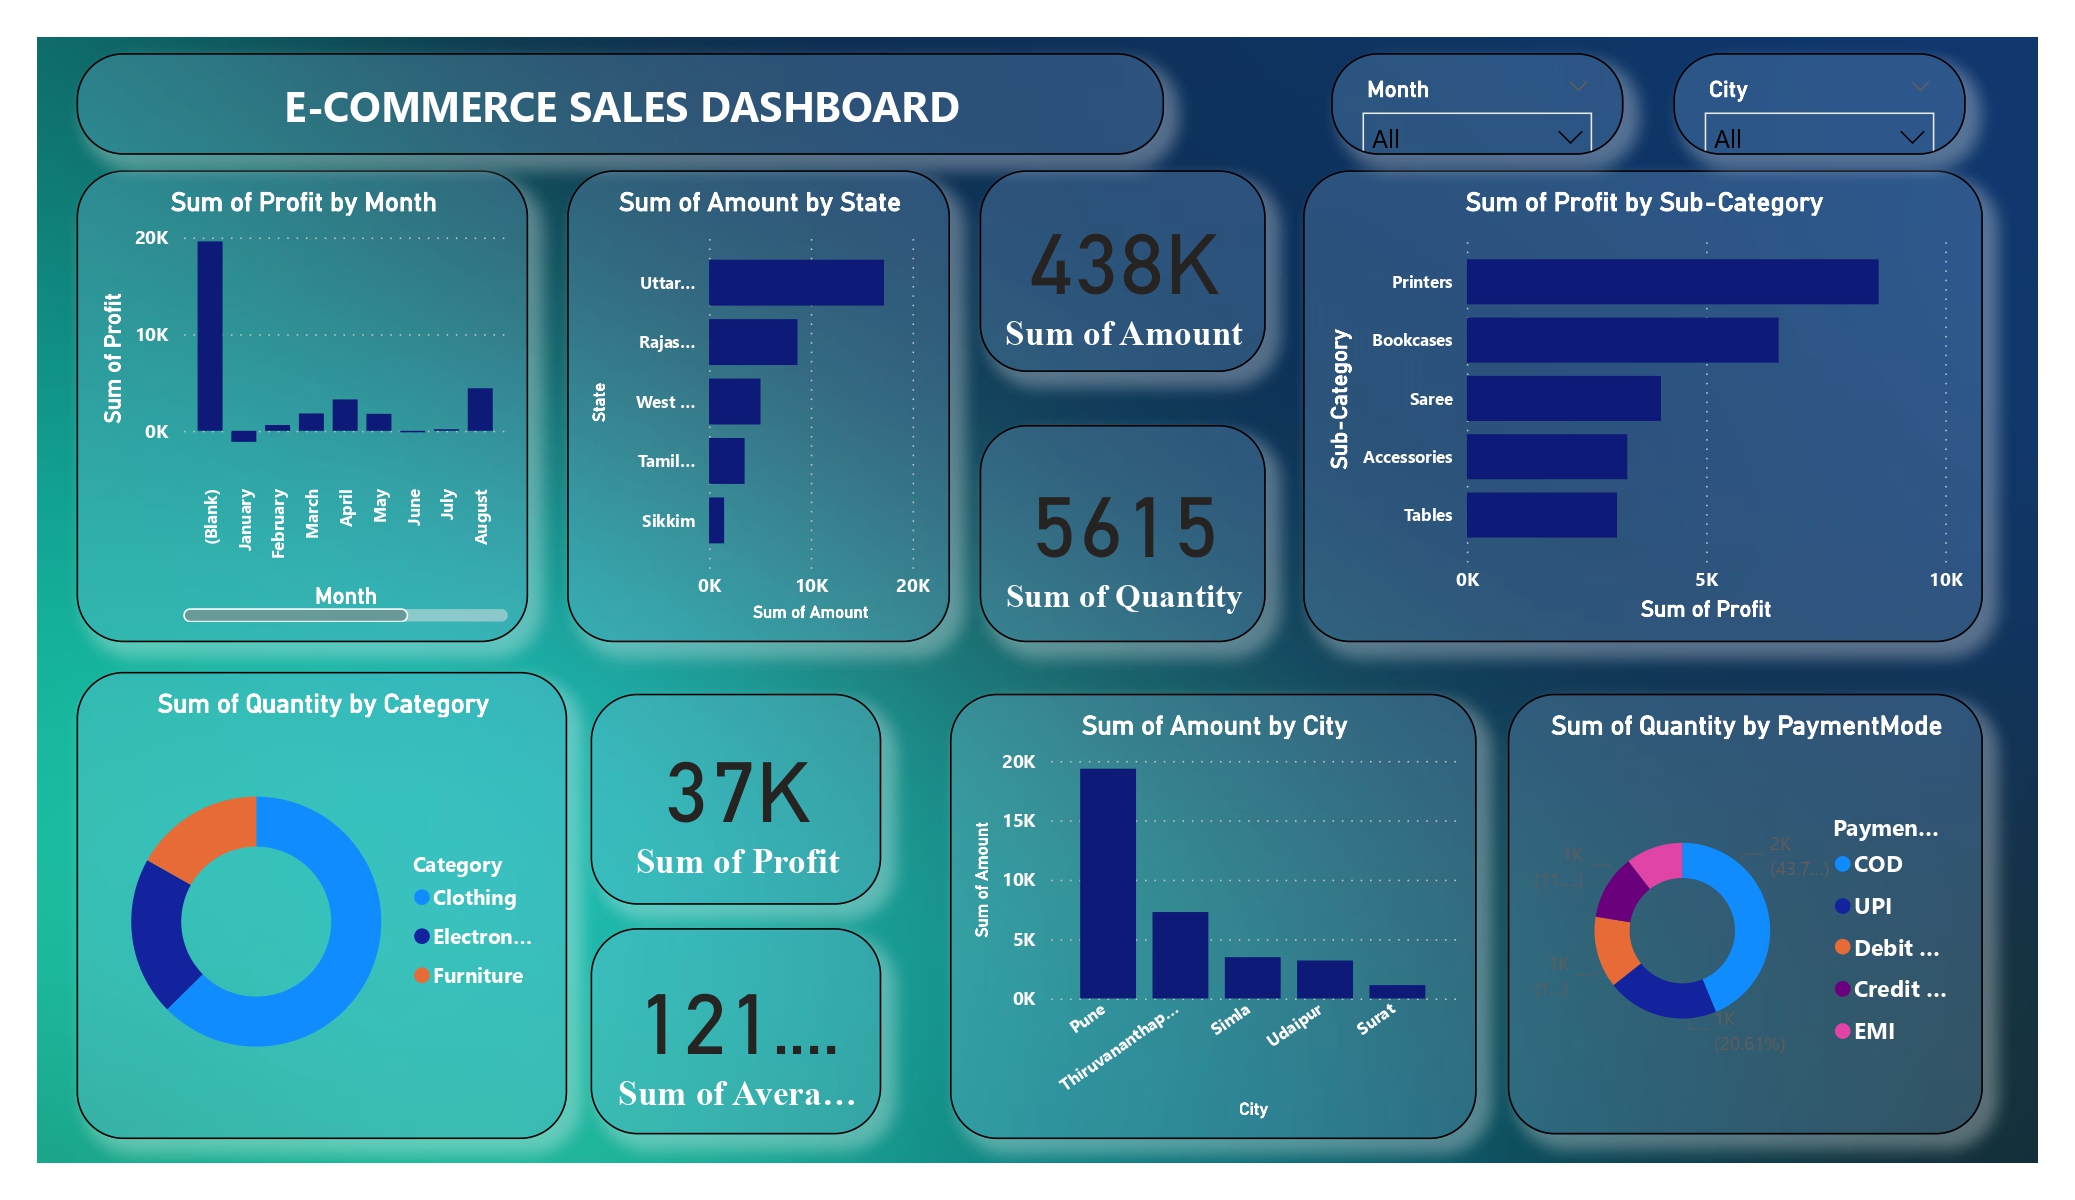 E-COMMERCE SALES DASHBOARD
Month
All
City
All
Sum of Profit by Month
Sum of Profit
20K
10K
0K
(Blank)
January
February
March
April
May
June
July
August
Month
Sum of Amount by State
State
Uttar...
Rajas...
West ...
Tamil...
Sikkim
0K 10K 20K
Sum of Amount
438K
Sum of Amount
5615
Sum of Quantity
Sum of Profit by Sub-Category
Sub-Category
Printers
Bookcases
Saree
Accessories
Tables
0K 5K 10K
Sum of Profit
Sum of Quantity by Category
Category
Clothing
Electron...
Furniture
37K
Sum of Profit
121....
Sum of Avera...
Sum of Amount by City
Sum of Amount
20K
15K
10K
5K
0K
Pune
Thiruvananthap...
Simla
Udaipur
Surat
City
Sum of Quantity by PaymentMode
2K
(43.7...)
1K
(20.61%)
1K
1K
(11...)
Paymen...
COD
UPI
Debit ...
Credit ...
EMI